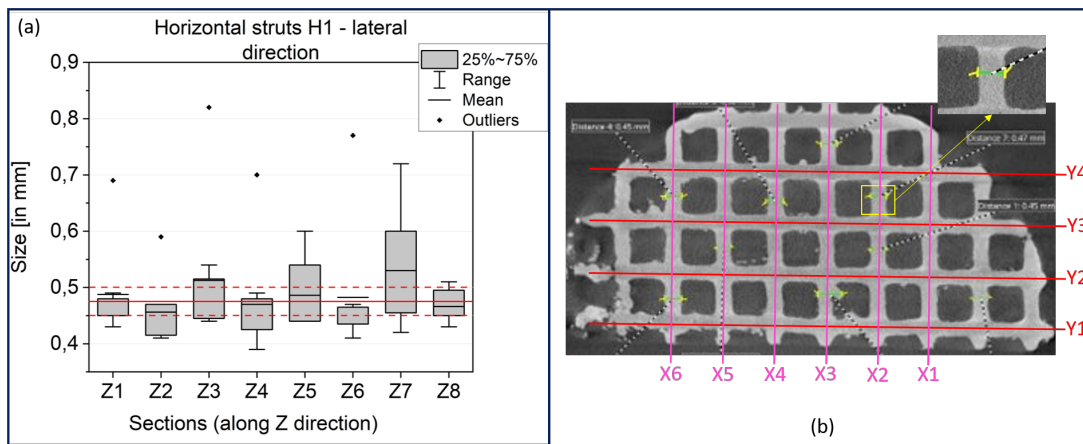 (a)
Horizontal struts H1 - lateral
direction
25%~75%
Range
Mean
Outliers
Size [in mm]
0,9
0,8
0,7
0,6
0,5
0,4
Z1 Z2 Z3 Z4 Z5 Z6 Z7 Z8
Sections (along Z direction)
Distance 4: 0.45 mm
Distance 7: 0.47 mm
Distance 1: 0.45 mm
Y4
Y3
Y2
Y1
X6 X5 X4 X3 X2 X1
(b)